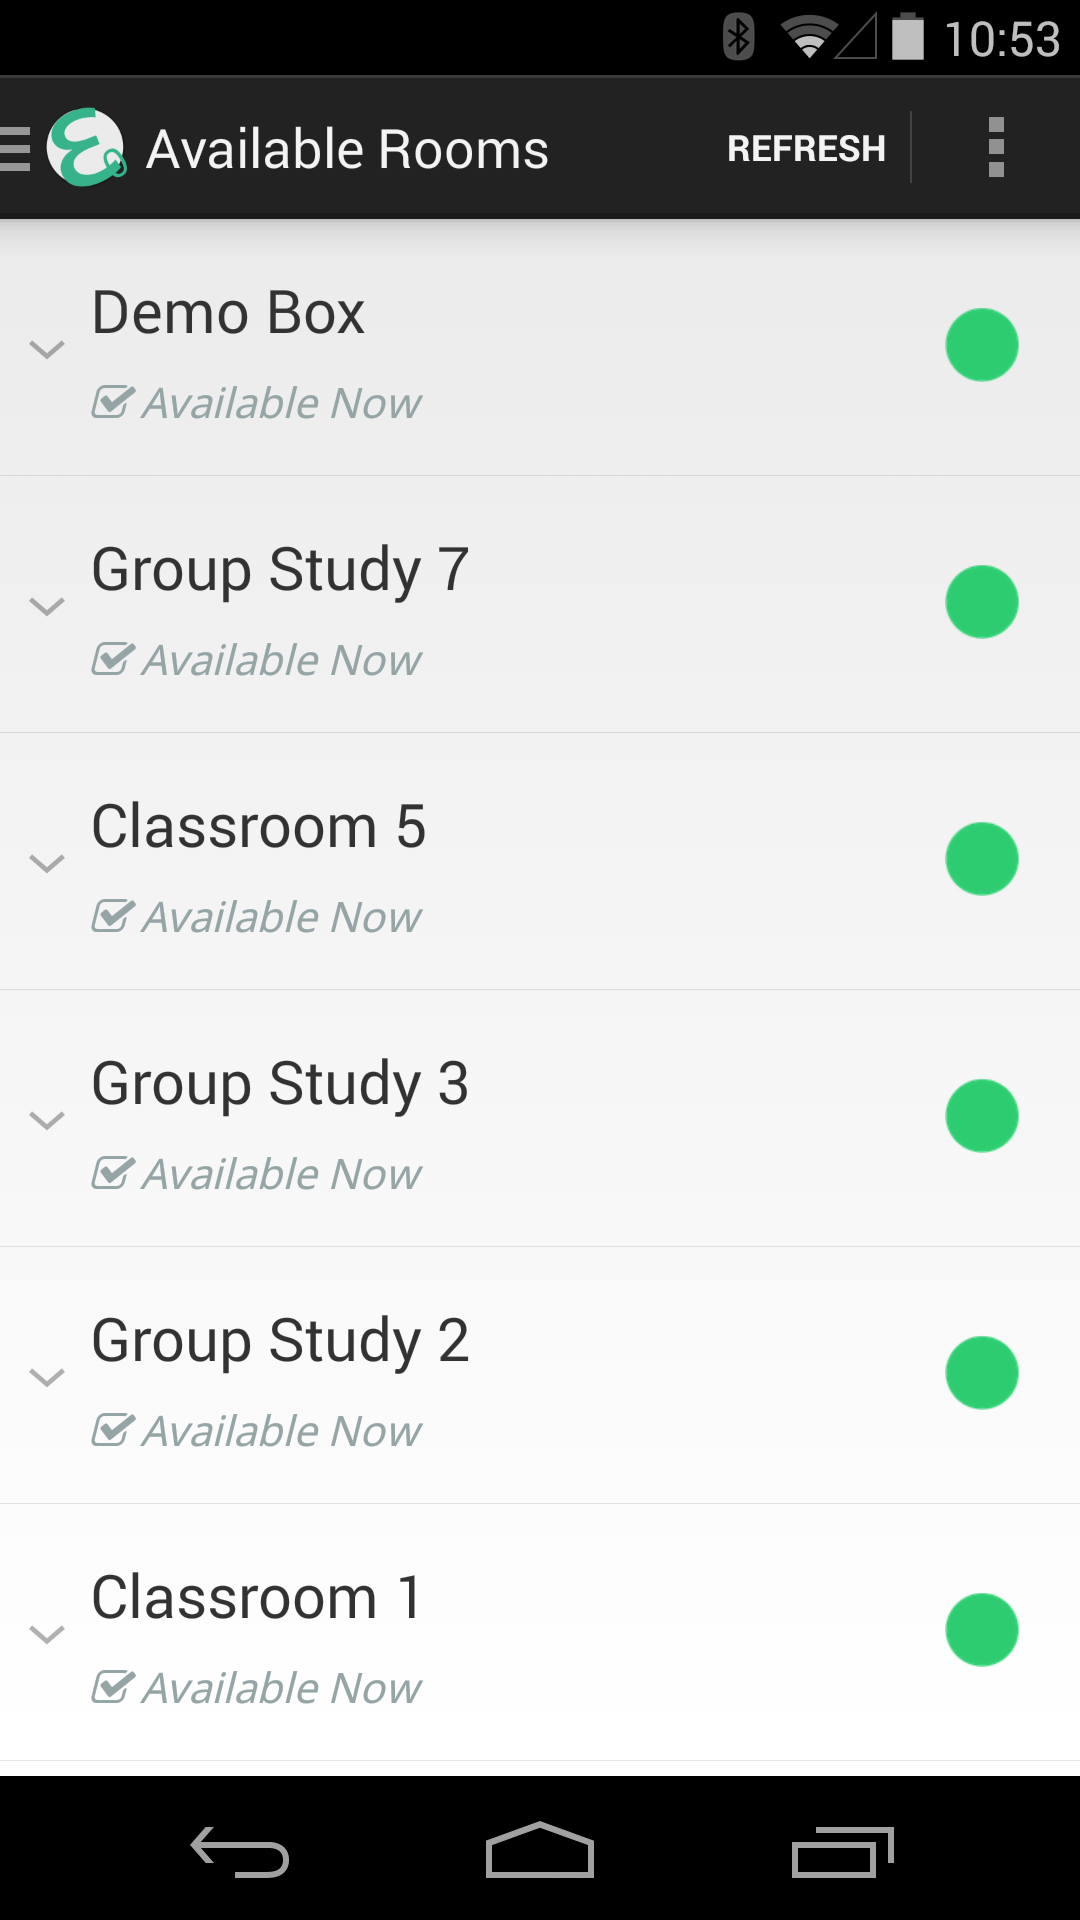 10:53
Available Rooms
REFRESH
Demo Box
Available Now
Group Study 7
Available Now
Classroom 5
Available Now
Group Study 3
Available Now
Group Study 2
Available Now
Classroom 1
Available Now